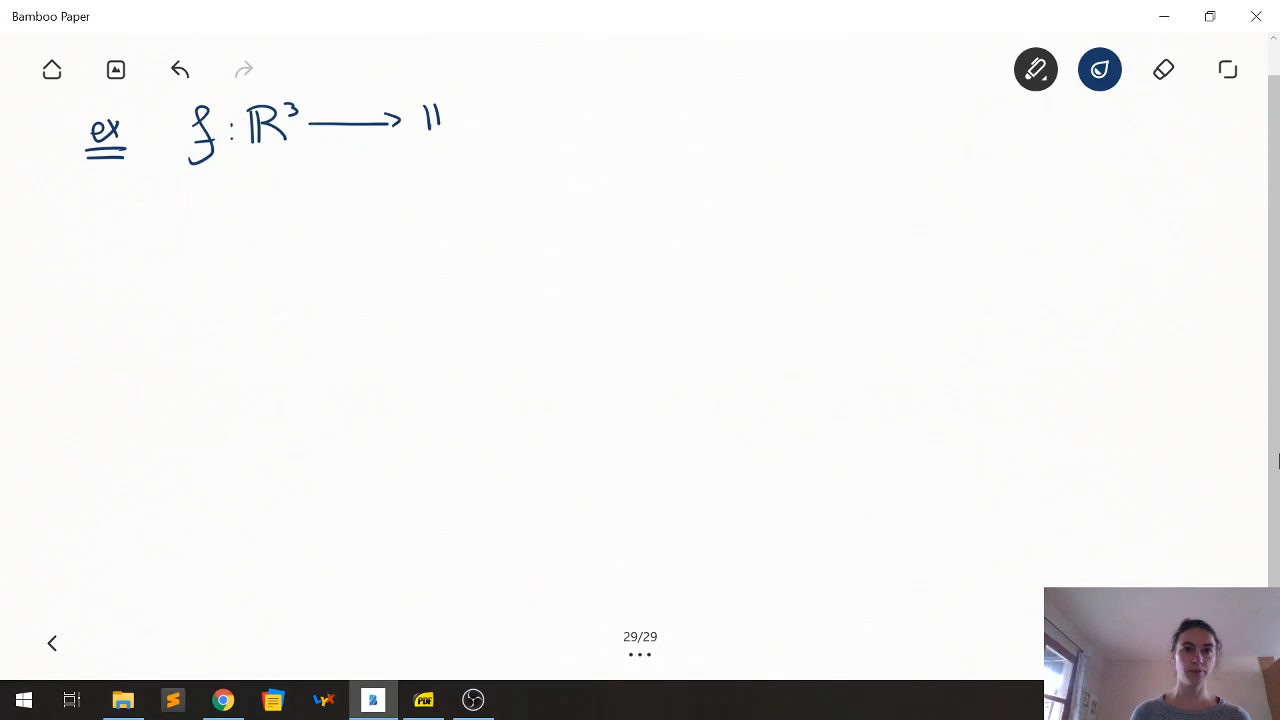 Bamboo Paper
ex f : ℝ³ ⟶
29/29